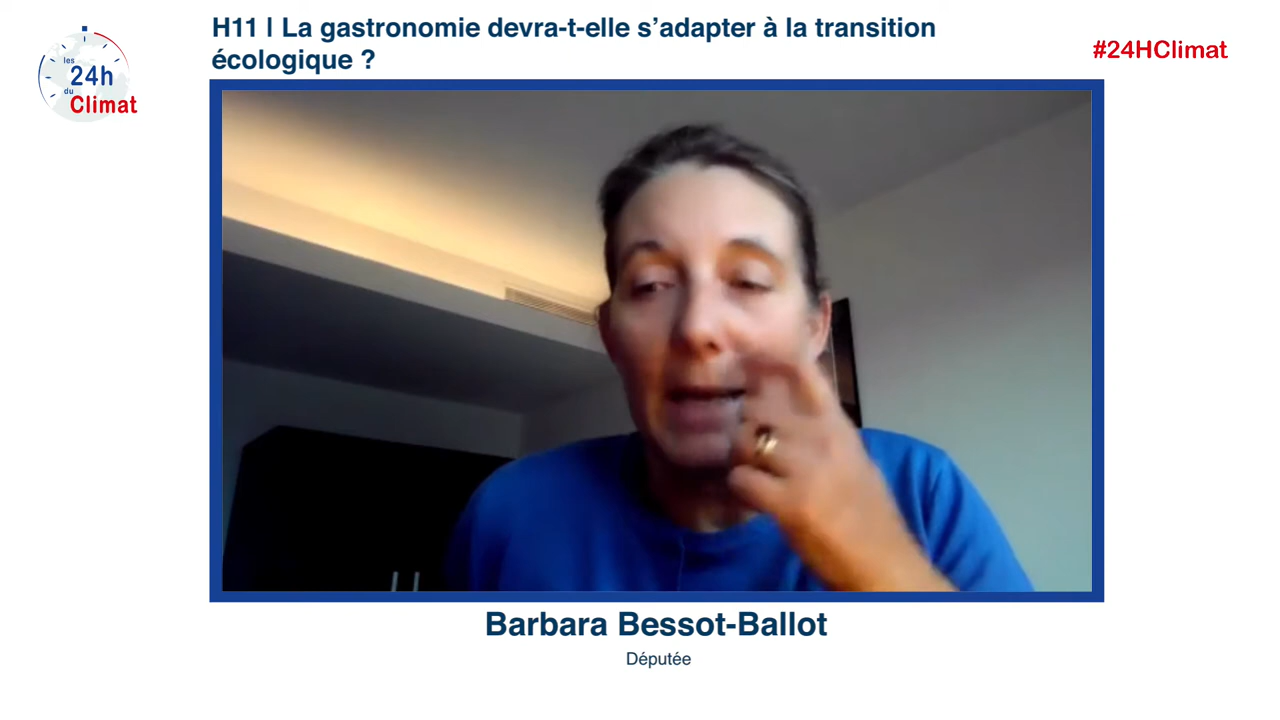 H11 | La gastronomie devra-t-elle s’adapter à la transition
écologique ?
les
24h
du
Climat
#24HClimat
Barbara Bessot-Ballot
Députée